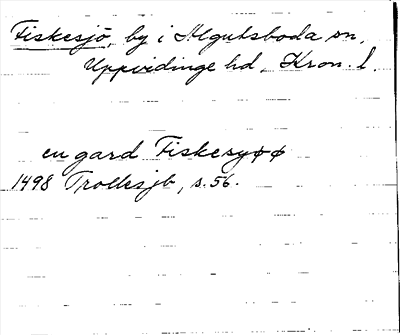 Fiskesjö, by i Algutsboda sn,
Uppvidinge hd, Kron. l.
en gard Fiskesyøø
1498 Trollesjb, s. 56.